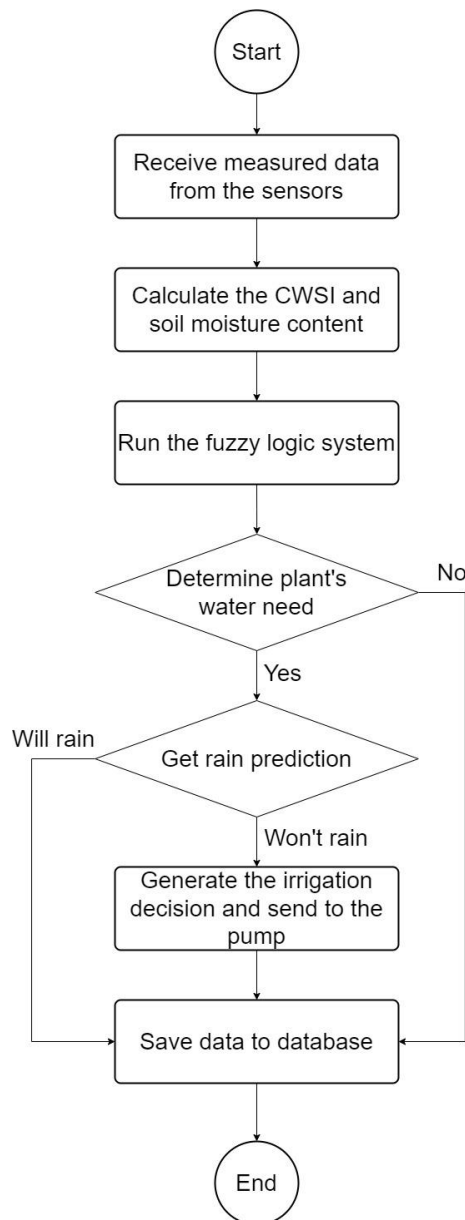 Start
Receive measured data
from the sensors
Calculate the CWSI and
soil moisture content
Run the fuzzy logic system
Determine plant's
water need
No
Yes
Will rain
Get rain prediction
Won't rain
Generate the irrigation
decision and send to the
pump
Save data to database
End